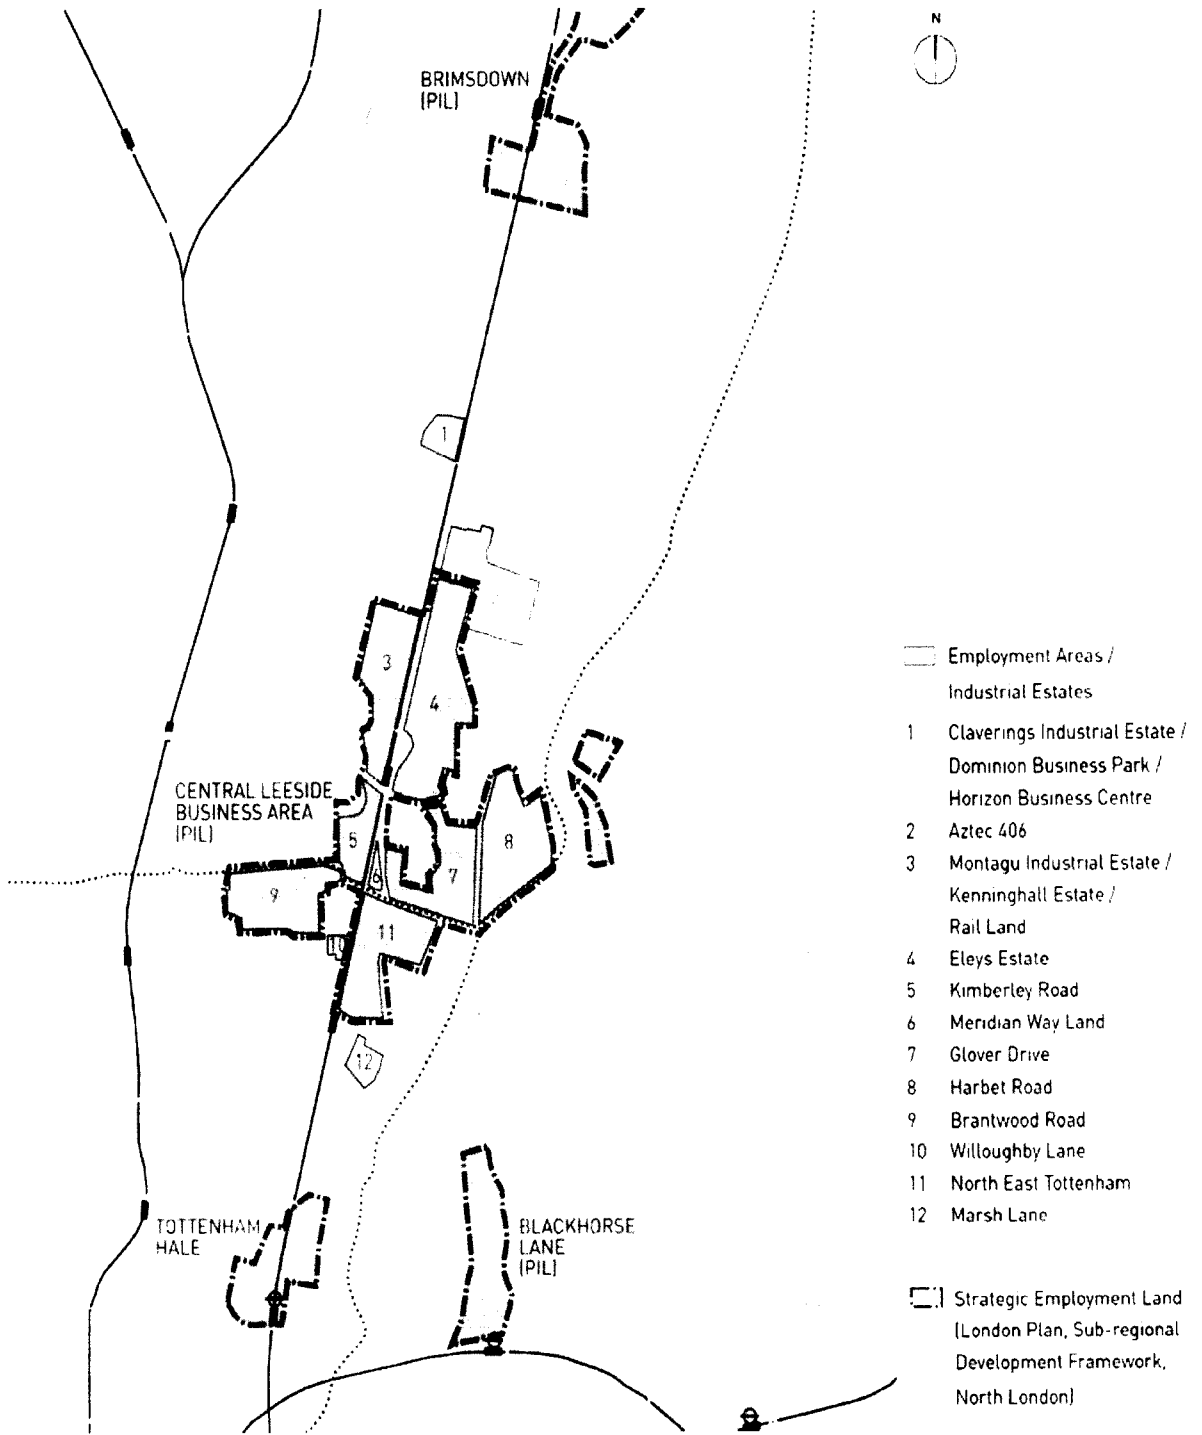 N
BRIMSDOWN
(PIL)
1
3
4
CENTRAL LEESIDE
BUSINESS AREA
(PIL)
5
8
6
7
9
11
10
12
TOTTENHAM
HALE
BLACKHORSE
LANE
(PIL)
Employment Areas /
Industrial Estates
1 Claverings Industrial Estate /
Dominion Business Park /
Horizon Business Centre
2 Aztec 406
3 Montagu Industrial Estate /
Kenninghall Estate /
Rail Land
4 Eleys Estate
5 Kimberley Road
6 Meridian Way Land
7 Glover Drive
8 Harbet Road
9 Brantwood Road
10 Willoughby Lane
11 North East Tottenham
12 Marsh Lane
Strategic Employment Land
(London Plan, Sub-regional
Development Framework,
North London)